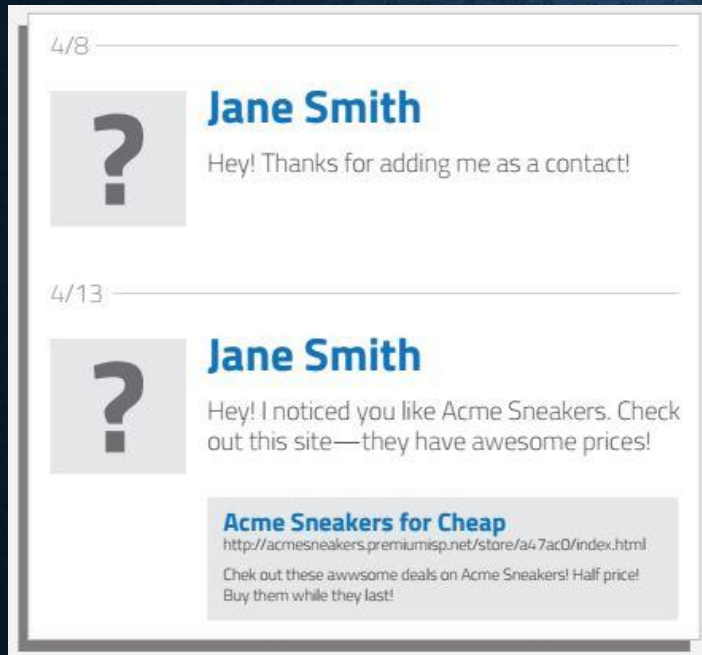 4/8
?
Jane Smith
Hey! Thanks for adding me as a contact!
4/13
?
Jane Smith
Hey! I noticed you like Acme Sneakers. Check
out this site—they have awesome prices!
Acme Sneakers for Cheap
http://acmesneakers.premiumisp.net/store/a47ac0/index.html
Chek out these awwsome deals on Acme Sneakers! Half price!
Buy them while they last!